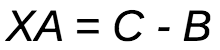 XA = C - B